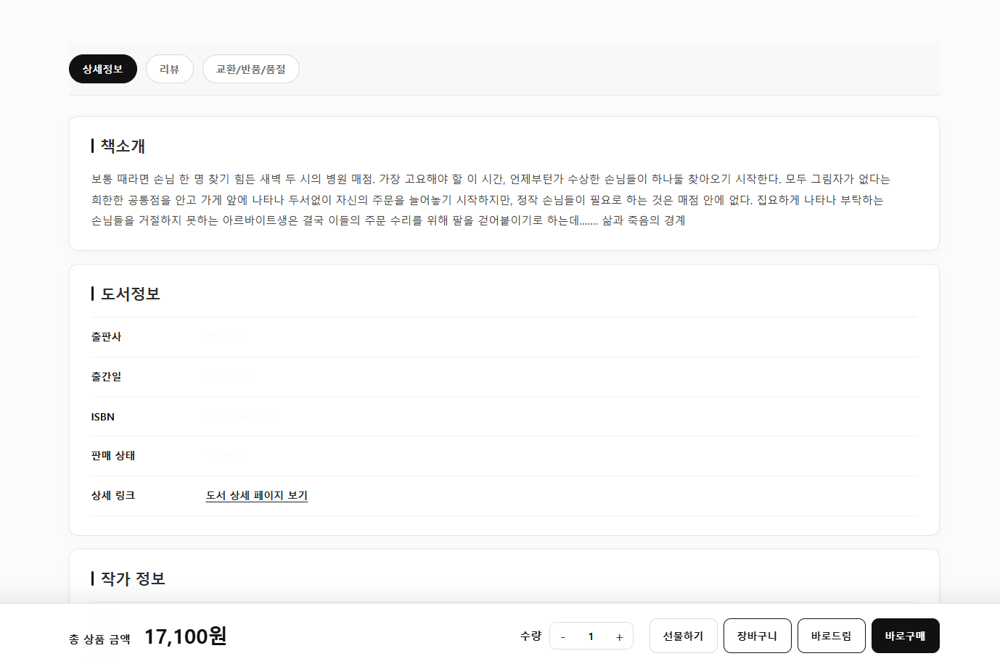 상세정보
리뷰
교환/반품/품절
책소개
보통 때라면 손님 한 명 찾기 힘든 새벽 두 시의 병원 매점. 가장 고요해야 할 이 시간, 언제부턴가 수상한 손님들이 하나둘 찾아오기 시작한다. 모두 그림자가 없다는
희한한 공통점을 안고 가게 앞에 나타나 두서없이 자신의 주문을 늘어놓기 시작하지만, 정작 손님들이 필요로 하는 것은 매점 안에 없다. 집요하게 나타나 부탁하는
손님들을 거절하지 못하는 아르바이트생은 결국 이들의 주문 수리를 위해 팔을 걷어붙이기로 하는데....... 삶과 죽음의 경계
도서정보
출판사
출간일
ISBN
판매 상태
상세 링크 도서 상세 페이지 보기
작가 정보
총 상품 금액 17,100원 수량 - 1 + 선물하기 장바구니 바로드림 바로구매